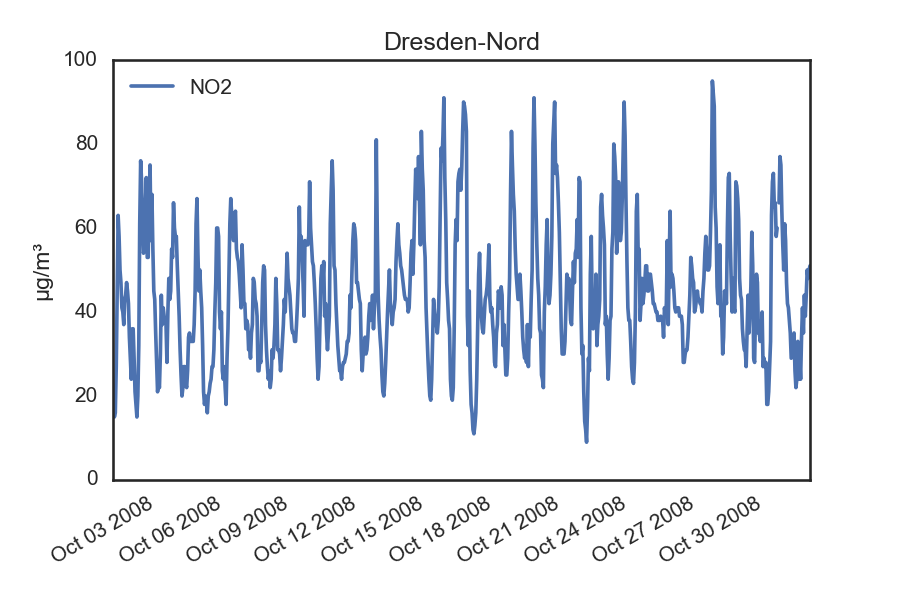 Dresden-Nord
100
NO2
80
60
µg/m³
40
20
0
Oct 03 2008
Oct 06 2008
Oct 09 2008
Oct 12 2008
Oct 15 2008
Oct 18 2008
Oct 21 2008
Oct 24 2008
Oct 27 2008
Oct 30 2008